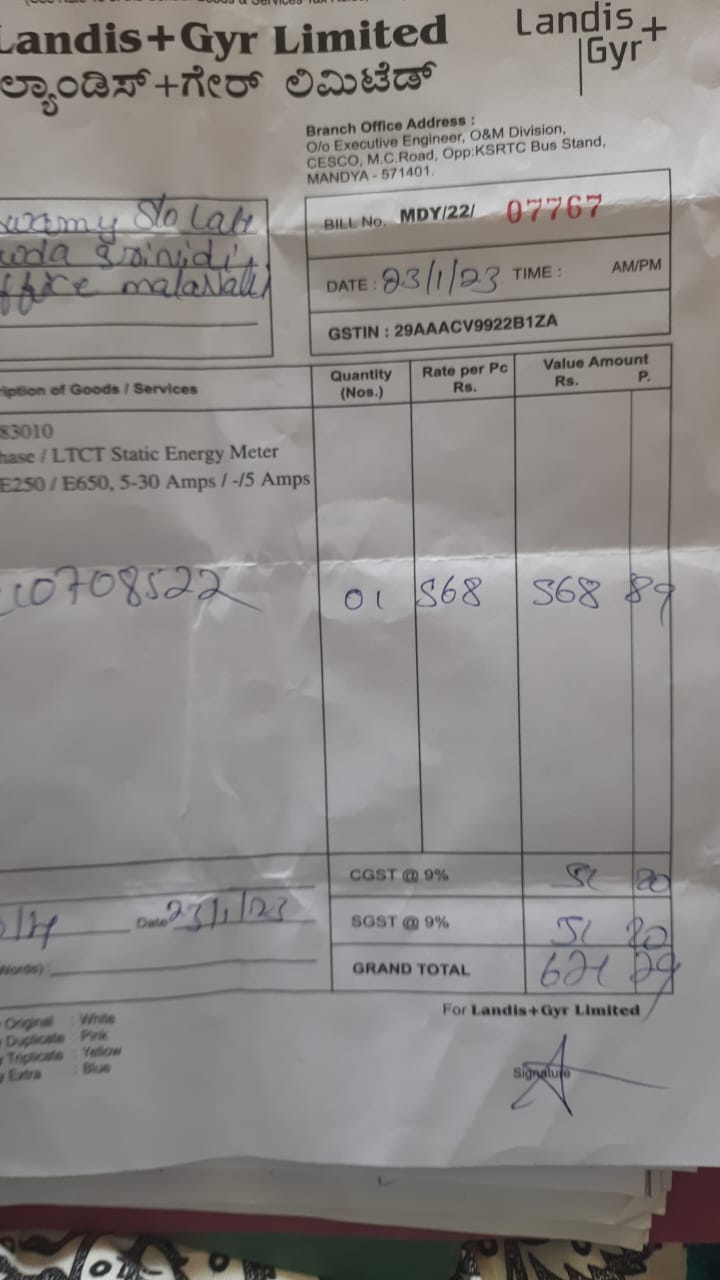 Landis+Gyr Limited
ಲ್ಯಾಂಡಿಸ್+ಗೇರ್ ಲಿಮಿಟೆಡ್
Landis+
Gyr
Branch Office Address :
O/o Executive Engineer, O&M Division,
CESCO, M.C.Road, Opp:KSRTC Bus Stand,
MANDYA - 571401.
S/o Late
BILL No. MDY/22/ 07767
DATE : 23/1/23 TIME : AM/PM
GSTIN : 29AAACV9922B1ZA
iption of Goods / Services Quantity (Nos.) Rate per Pc Rs. Value Amount Rs. P.
83010
hase / LTCT Static Energy Meter
E250 / E650, 5-30 Amps / -/5 Amps
10708522 01 568 568 89
CGST @ 9% 51 20
Date 23/1/23 SGST @ 9% 51 20
Words) GRAND TOTAL 29
For Landis+Gyr Limited
Original : White
Duplicate : Pink
Triplicate : Yellow
Extra : Blue
Signature